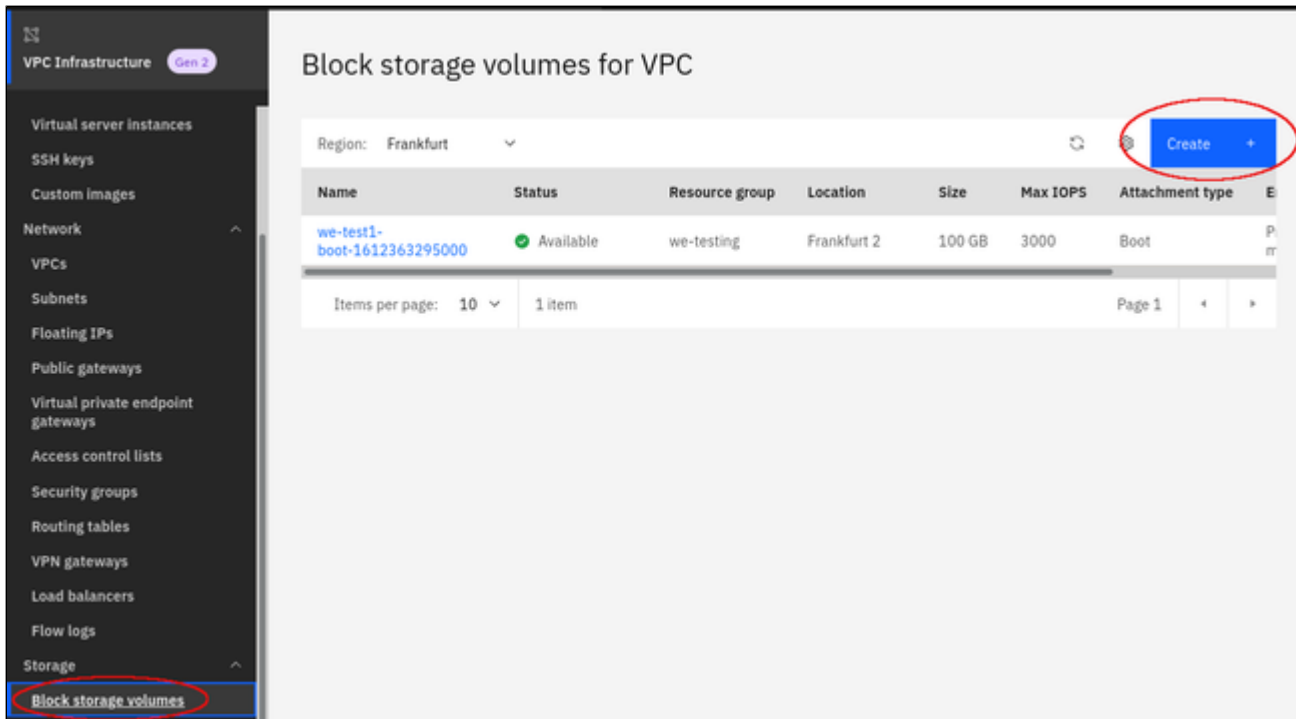 VPC Infrastructure Gen 2
Virtual server instances
SSH keys
Custom images
Network
VPCs
Subnets
Floating IPs
Public gateways
Virtual private endpoint
gateways
Access control lists
Security groups
Routing tables
VPN gateways
Load balancers
Flow logs
Storage
Block storage volumes
Block storage volumes for VPC
Region: Frankfurt
Create +
Name Status Resource group Location Size Max IOPS Attachment type
we-test1-
boot-1612363295000 Available we-testing Frankfurt 2 100 GB 3000 Boot
Items per page: 10 1 item Page 1